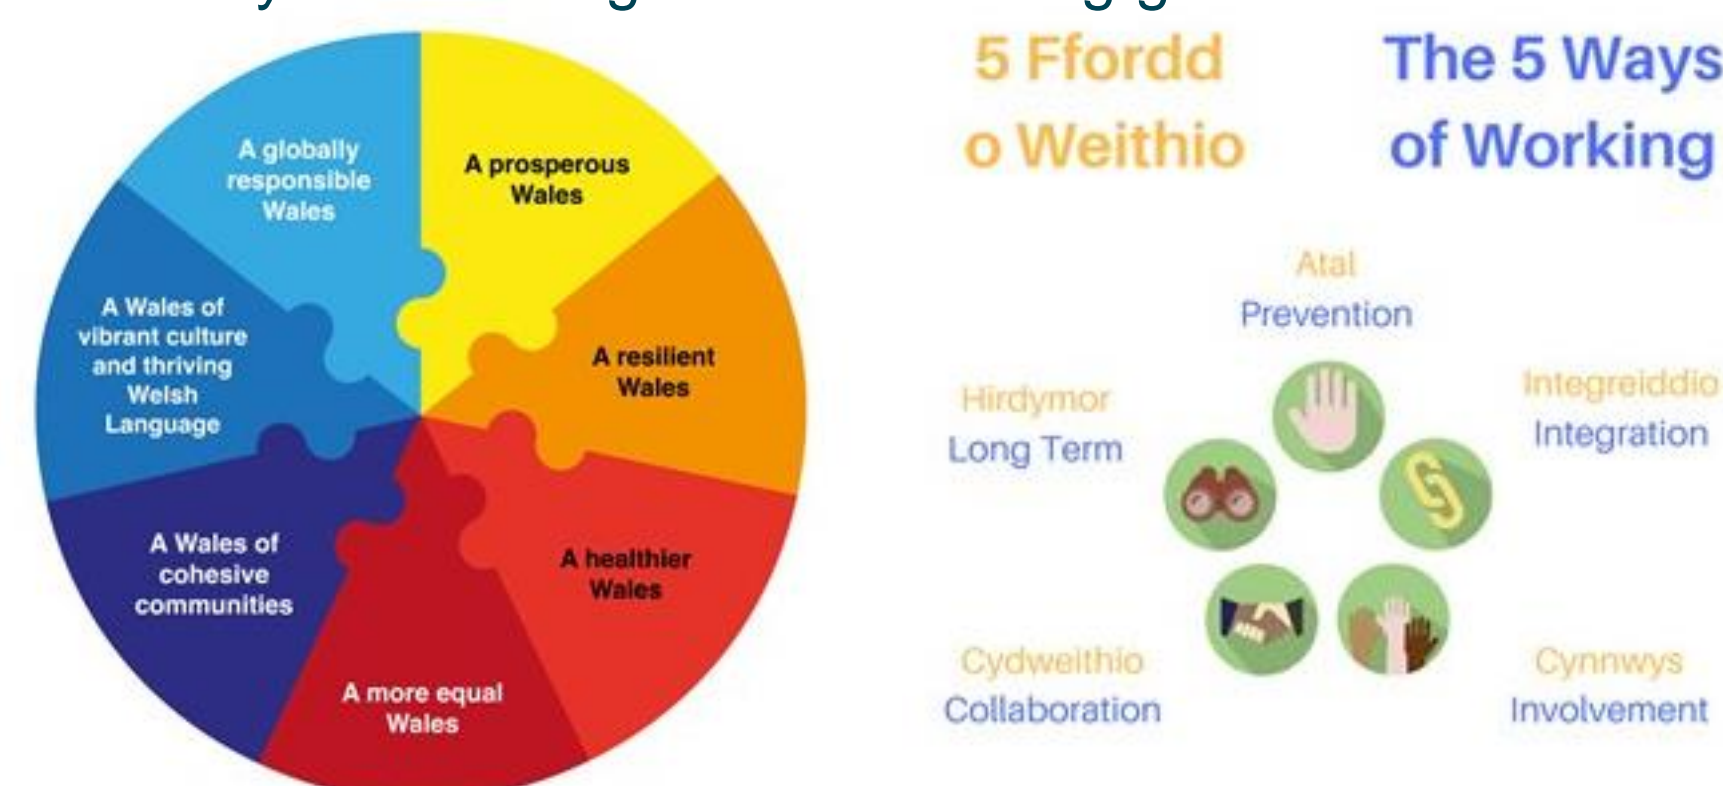 A globally
responsible
Wales
A prosperous
Wales
A resilient
Wales
A healthier
Wales
A more equal
Wales
A Wales of
cohesive
communities
A Wales of
vibrant culture
and thriving
Welsh
Language
5 Ffordd
o Weithio
The 5 Ways
of Working
Atal
Prevention
Hirdymor
Long Term
Integreiddio
Integration
Cydweithio
Collaboration
Cynnwys
Involvement